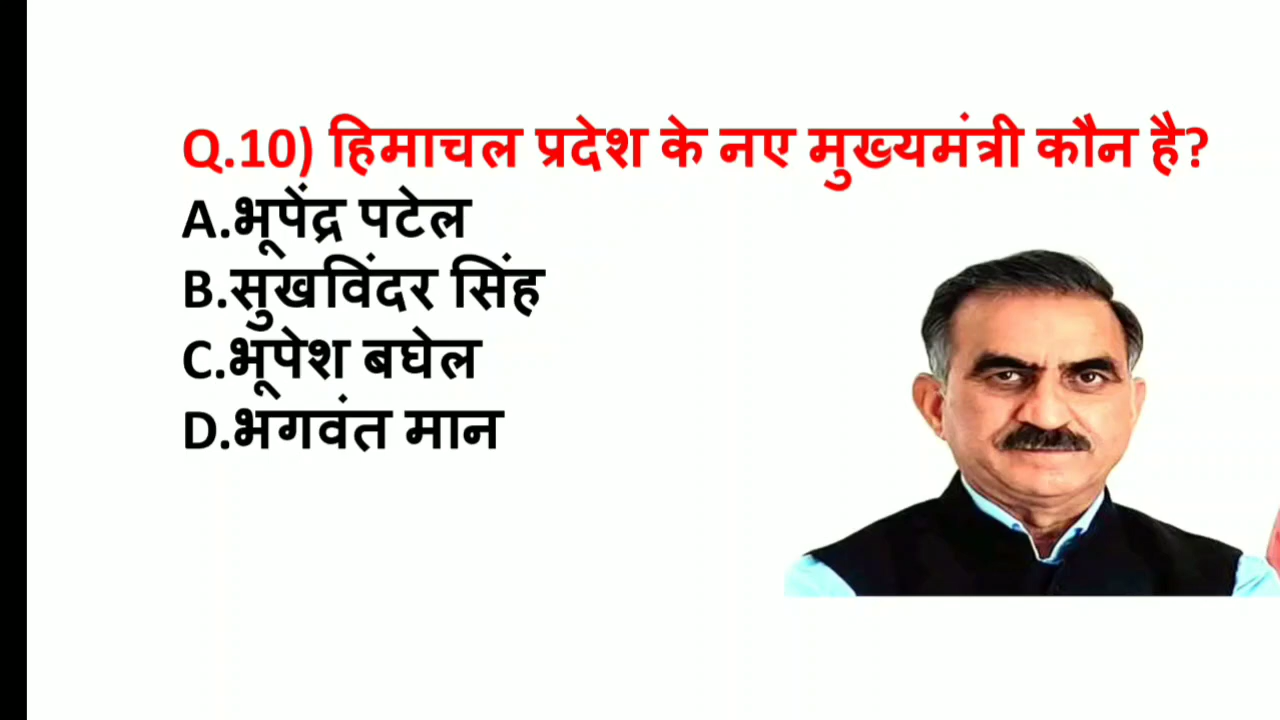 Q.10) हिमाचल प्रदेश के नए मुख्यमंत्री कौन है?
A.भूपेंद्र पटेल
B.सुखविंदर सिंह
C.भूपेश बघेल
D.भगवंत मान